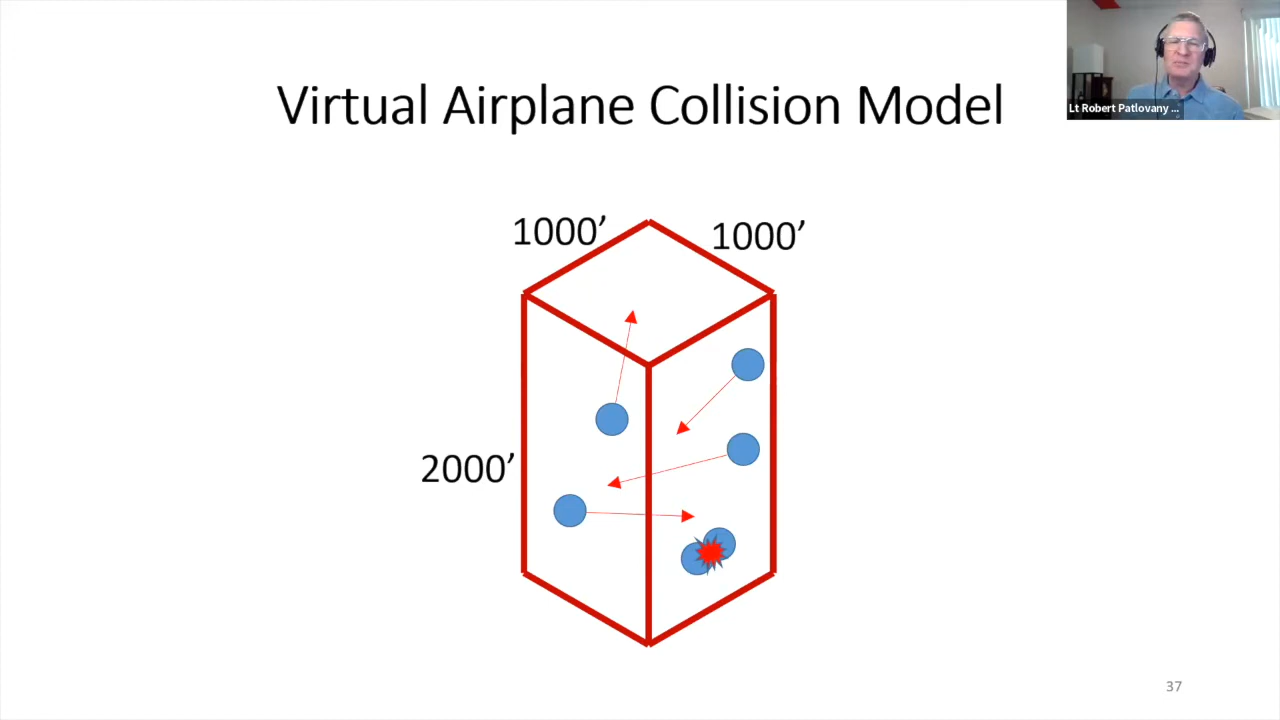 Virtual Airplane Collision Model
Lt Robert Patlovany ...
1000’
1000’
2000’
37